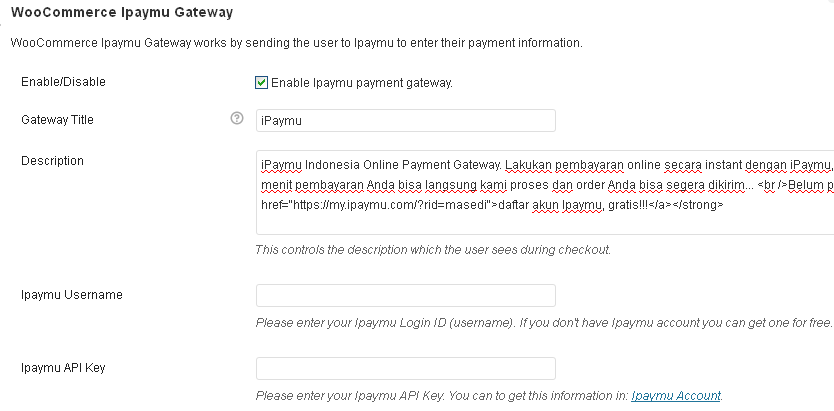 WooCommerce Ipaymu Gateway
WooCommerce Ipaymu Gateway works by sending the user to Ipaymu to enter their payment information.
Enable/Disable
Enable Ipaymu payment gateway.
Gateway Title
iPaymu
Description
iPaymu Indonesia Online Payment Gateway. Lakukan pembayaran online secara instant dengan iPaymu,
menit pembayaran Anda bisa langsung kami proses dan order Anda bisa segera dikirim... <br />Belum p
href="https://my.ipaymu.com/?rid=masedi">daftar akun Ipaymu, gratis!!!</a></strong>
This controls the description which the user sees during checkout.
Ipaymu Username
Please enter your Ipaymu Login ID (username). If you don't have Ipaymu account you can get one for free.
Ipaymu API Key
Please enter your Ipaymu API Key. You can to get this information in: Ipaymu Account.